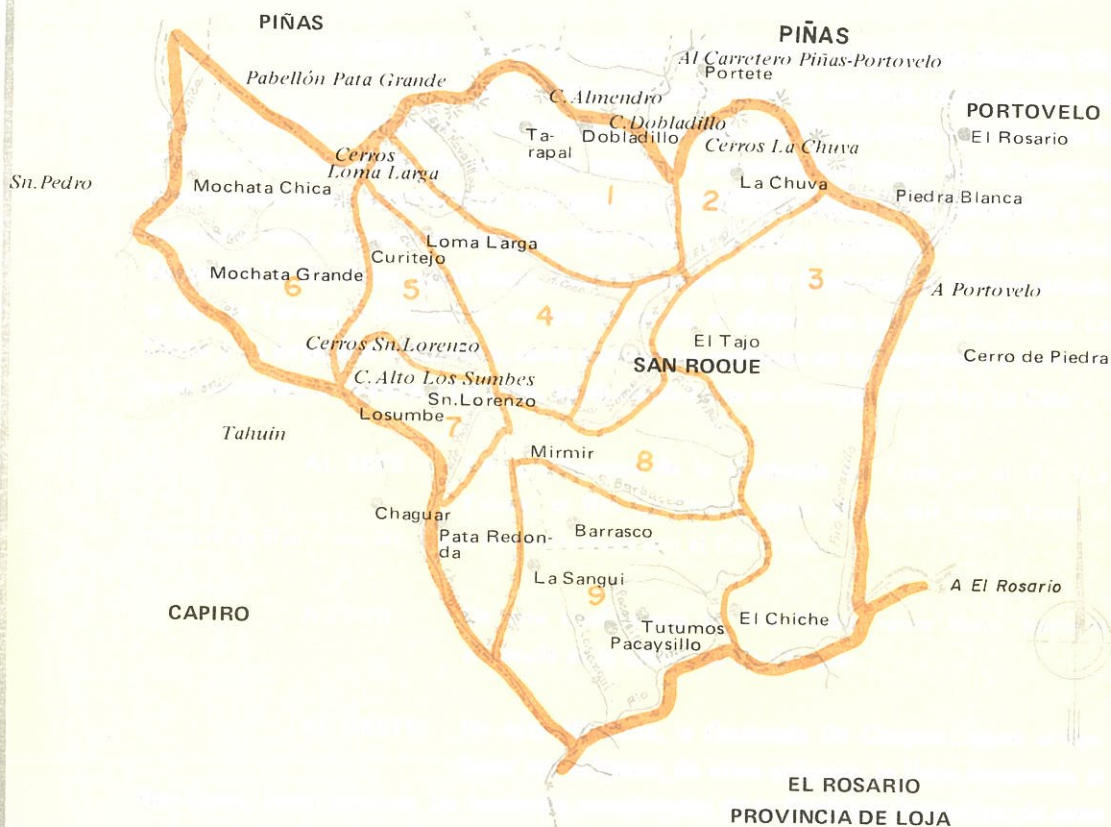 PIÑAS
PIÑAS
Al Carretero Piñas-Portovelo
Portete
Pabellón Pata Grande
C. Almendro
PORTOVELO
C. Dobladillo
Ta-
rapal
Dobladillo
El Rosario
Cerros La Chuva
Cerros
Loma Larga
Sn. Pedro
Mochata Chica
La Chuva
1
2
Piedra Blanca
Loma Larga
Curitejo
Mochata Grande
3
6
5
A Portovelo
4
Cerros Sn. Lorenzo
El Tajo
SAN ROQUE
Cerro de Piedra
C. Alto Los Sumbes
Sn. Lorenzo
Losumbe
7
Tahuin
Mirmir
8
Q. Barbasco
Chaguar
Pata Redon-
da
Barrasco
La Sangui
9
A El Rosario
CAPIRO
El Chiche
Tutumos
Pacaysillo
EL ROSARIO
PROVINCIA DE LOJA